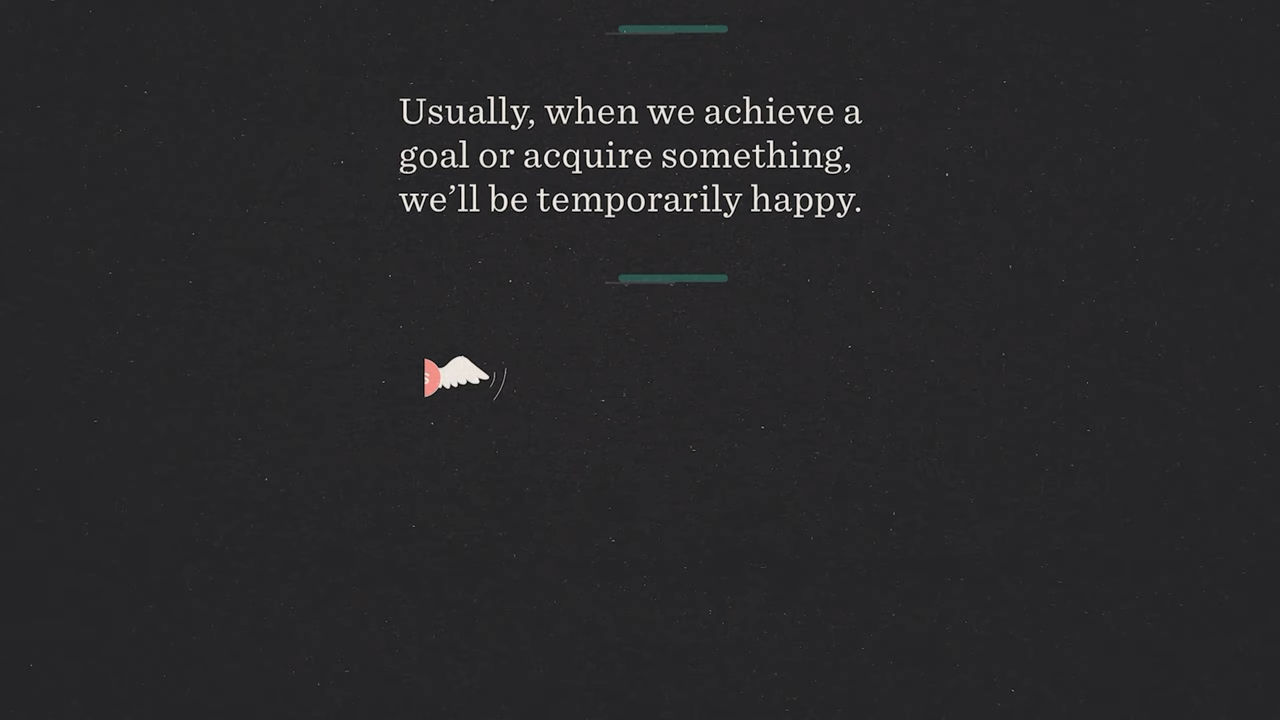 Usually, when we achieve a
goal or acquire something,
we’ll be temporarily happy.